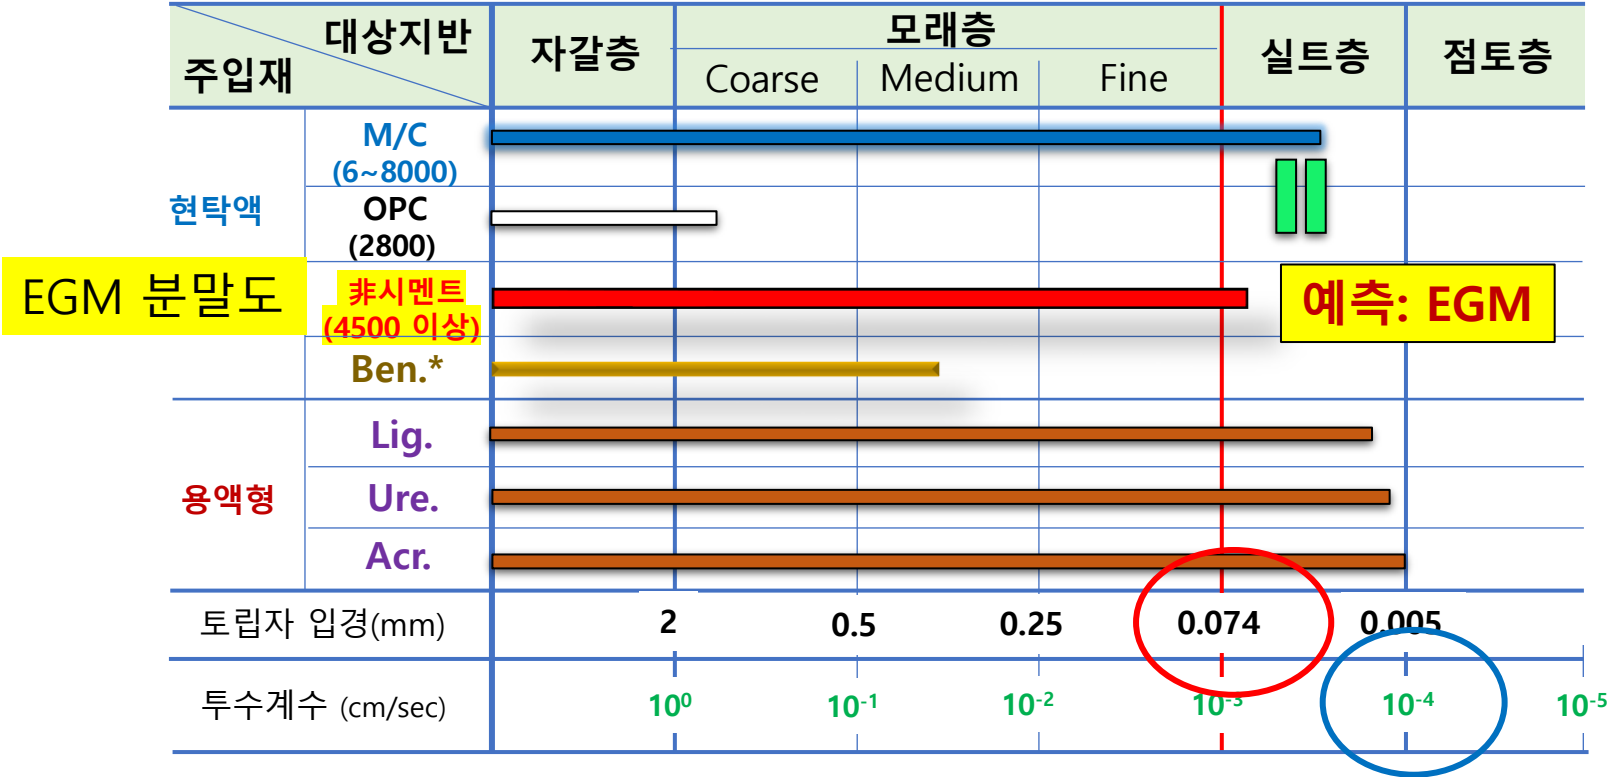 대상지반
주입재
자갈층
모래층
Coarse
Medium
Fine
실트층
점토층
현탁액
M/C
(6~8000)
OPC
(2800)
EGM 분말도
非시멘트
(4500 이상)
예측: EGM
Ben.*
용액형
Lig.
Ure.
Acr.
토립자 입경(mm)
2
0.5
0.25
0.074
0.005
투수계수 (cm/sec)
10⁰
10⁻¹
10⁻²
10⁻³
10⁻⁴
10⁻⁵